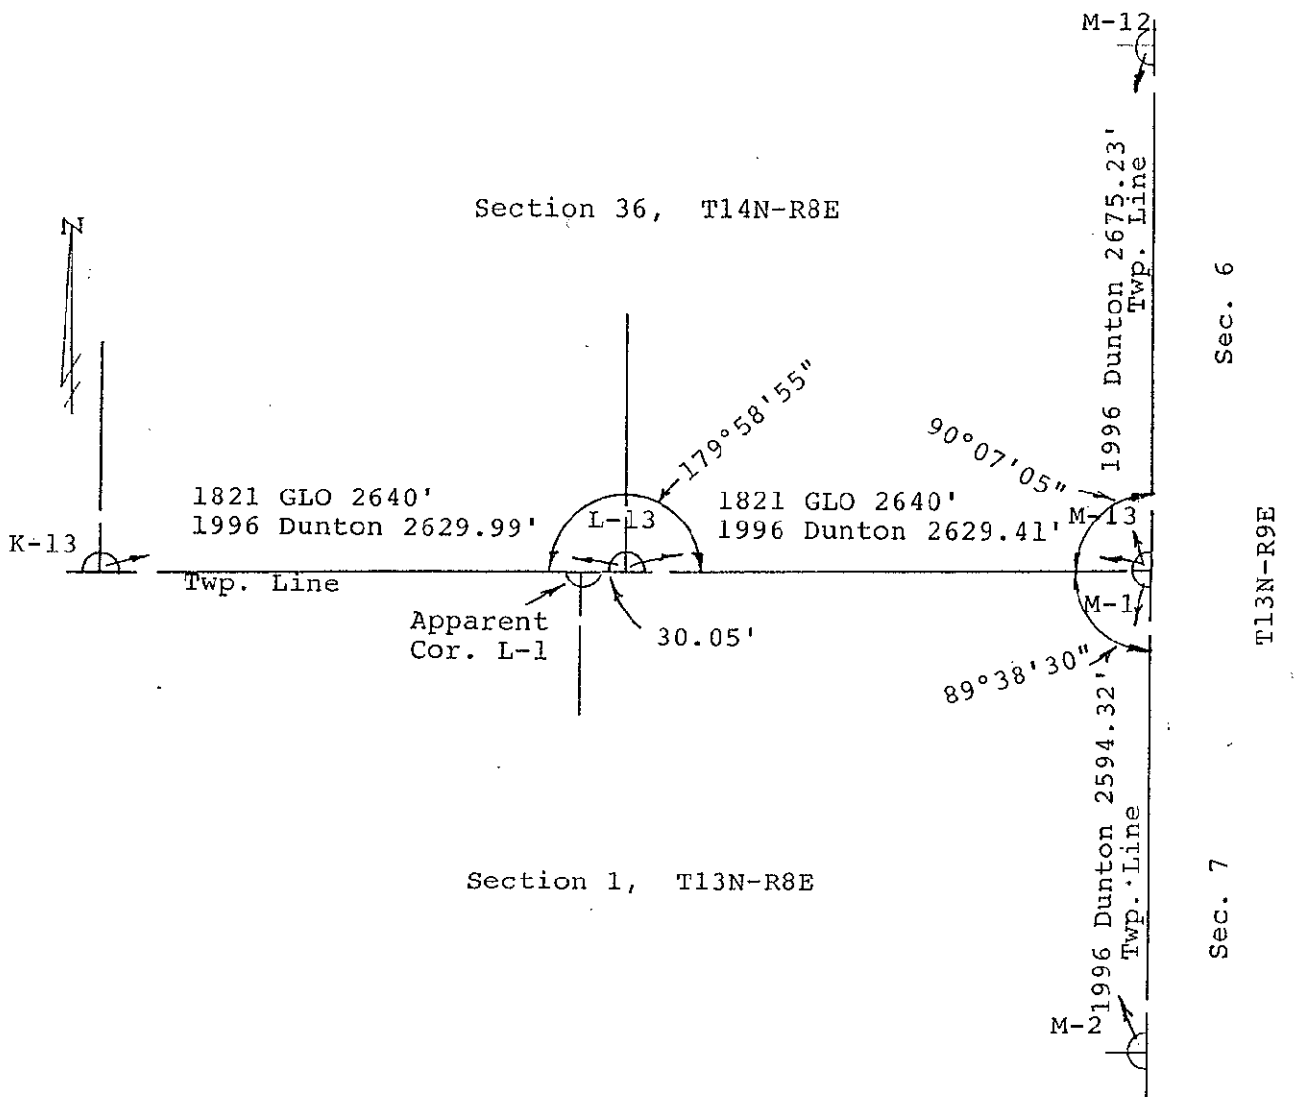 M-12
1996 Dunton 2675.23'
Twp. Line
Section 36, T14N-R8E
N
Sec. 6
179°58'55"
90°07'05"
1821 GLO 2640'
1996 Dunton 2629.99'
L-13
1821 GLO 2640'
1996 Dunton 2629.41'
M-13
K-13
Twp. Line
Apparent
Cor. L-1
30.05'
M-1
T13N-R9E
89°38'30"
1996 Dunton 2594.32'
Twp. Line
Section 1, T13N-R8E
Sec. 7
M-2